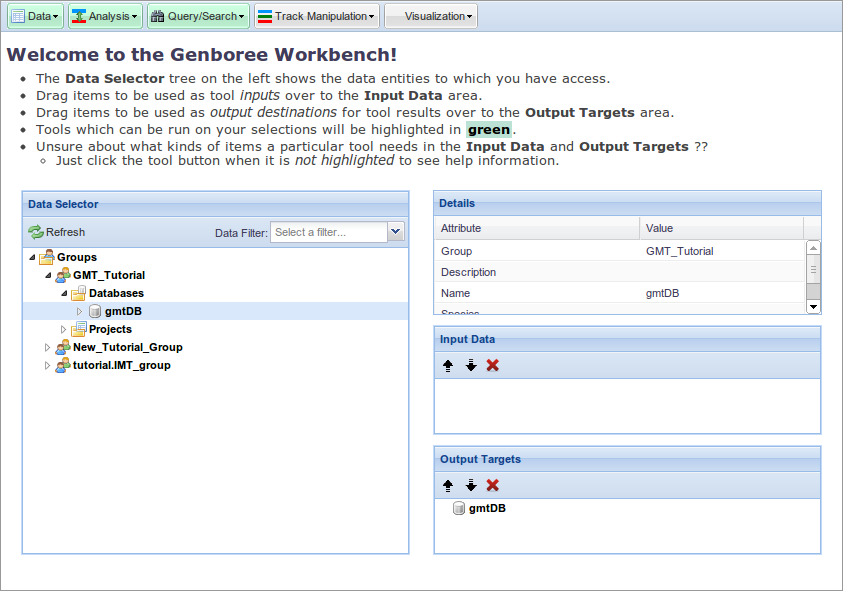 Data Analysis Query/Search Track Manipulation Visualization
Welcome to the Genboree Workbench!
The Data Selector tree on the left shows the data entities to which you have access.
Drag items to be used as tool inputs over to the Input Data area.
Drag items to be used as output destinations for tool results over to the Output Targets area.
Tools which can be run on your selections will be highlighted in green.
Unsure about what kinds of items a particular tool needs in the Input Data and Output Targets ??
Just click the tool button when it is not highlighted to see help information.
Data Selector
Refresh Data Filter: Select a filter...
Groups
GMT_Tutorial
Databases
gmtDB
Projects
New_Tutorial_Group
tutorial.IMT_group
Details
Attribute Value
Group GMT_Tutorial
Description
Name gmtDB
Species
Input Data
Output Targets
gmtDB